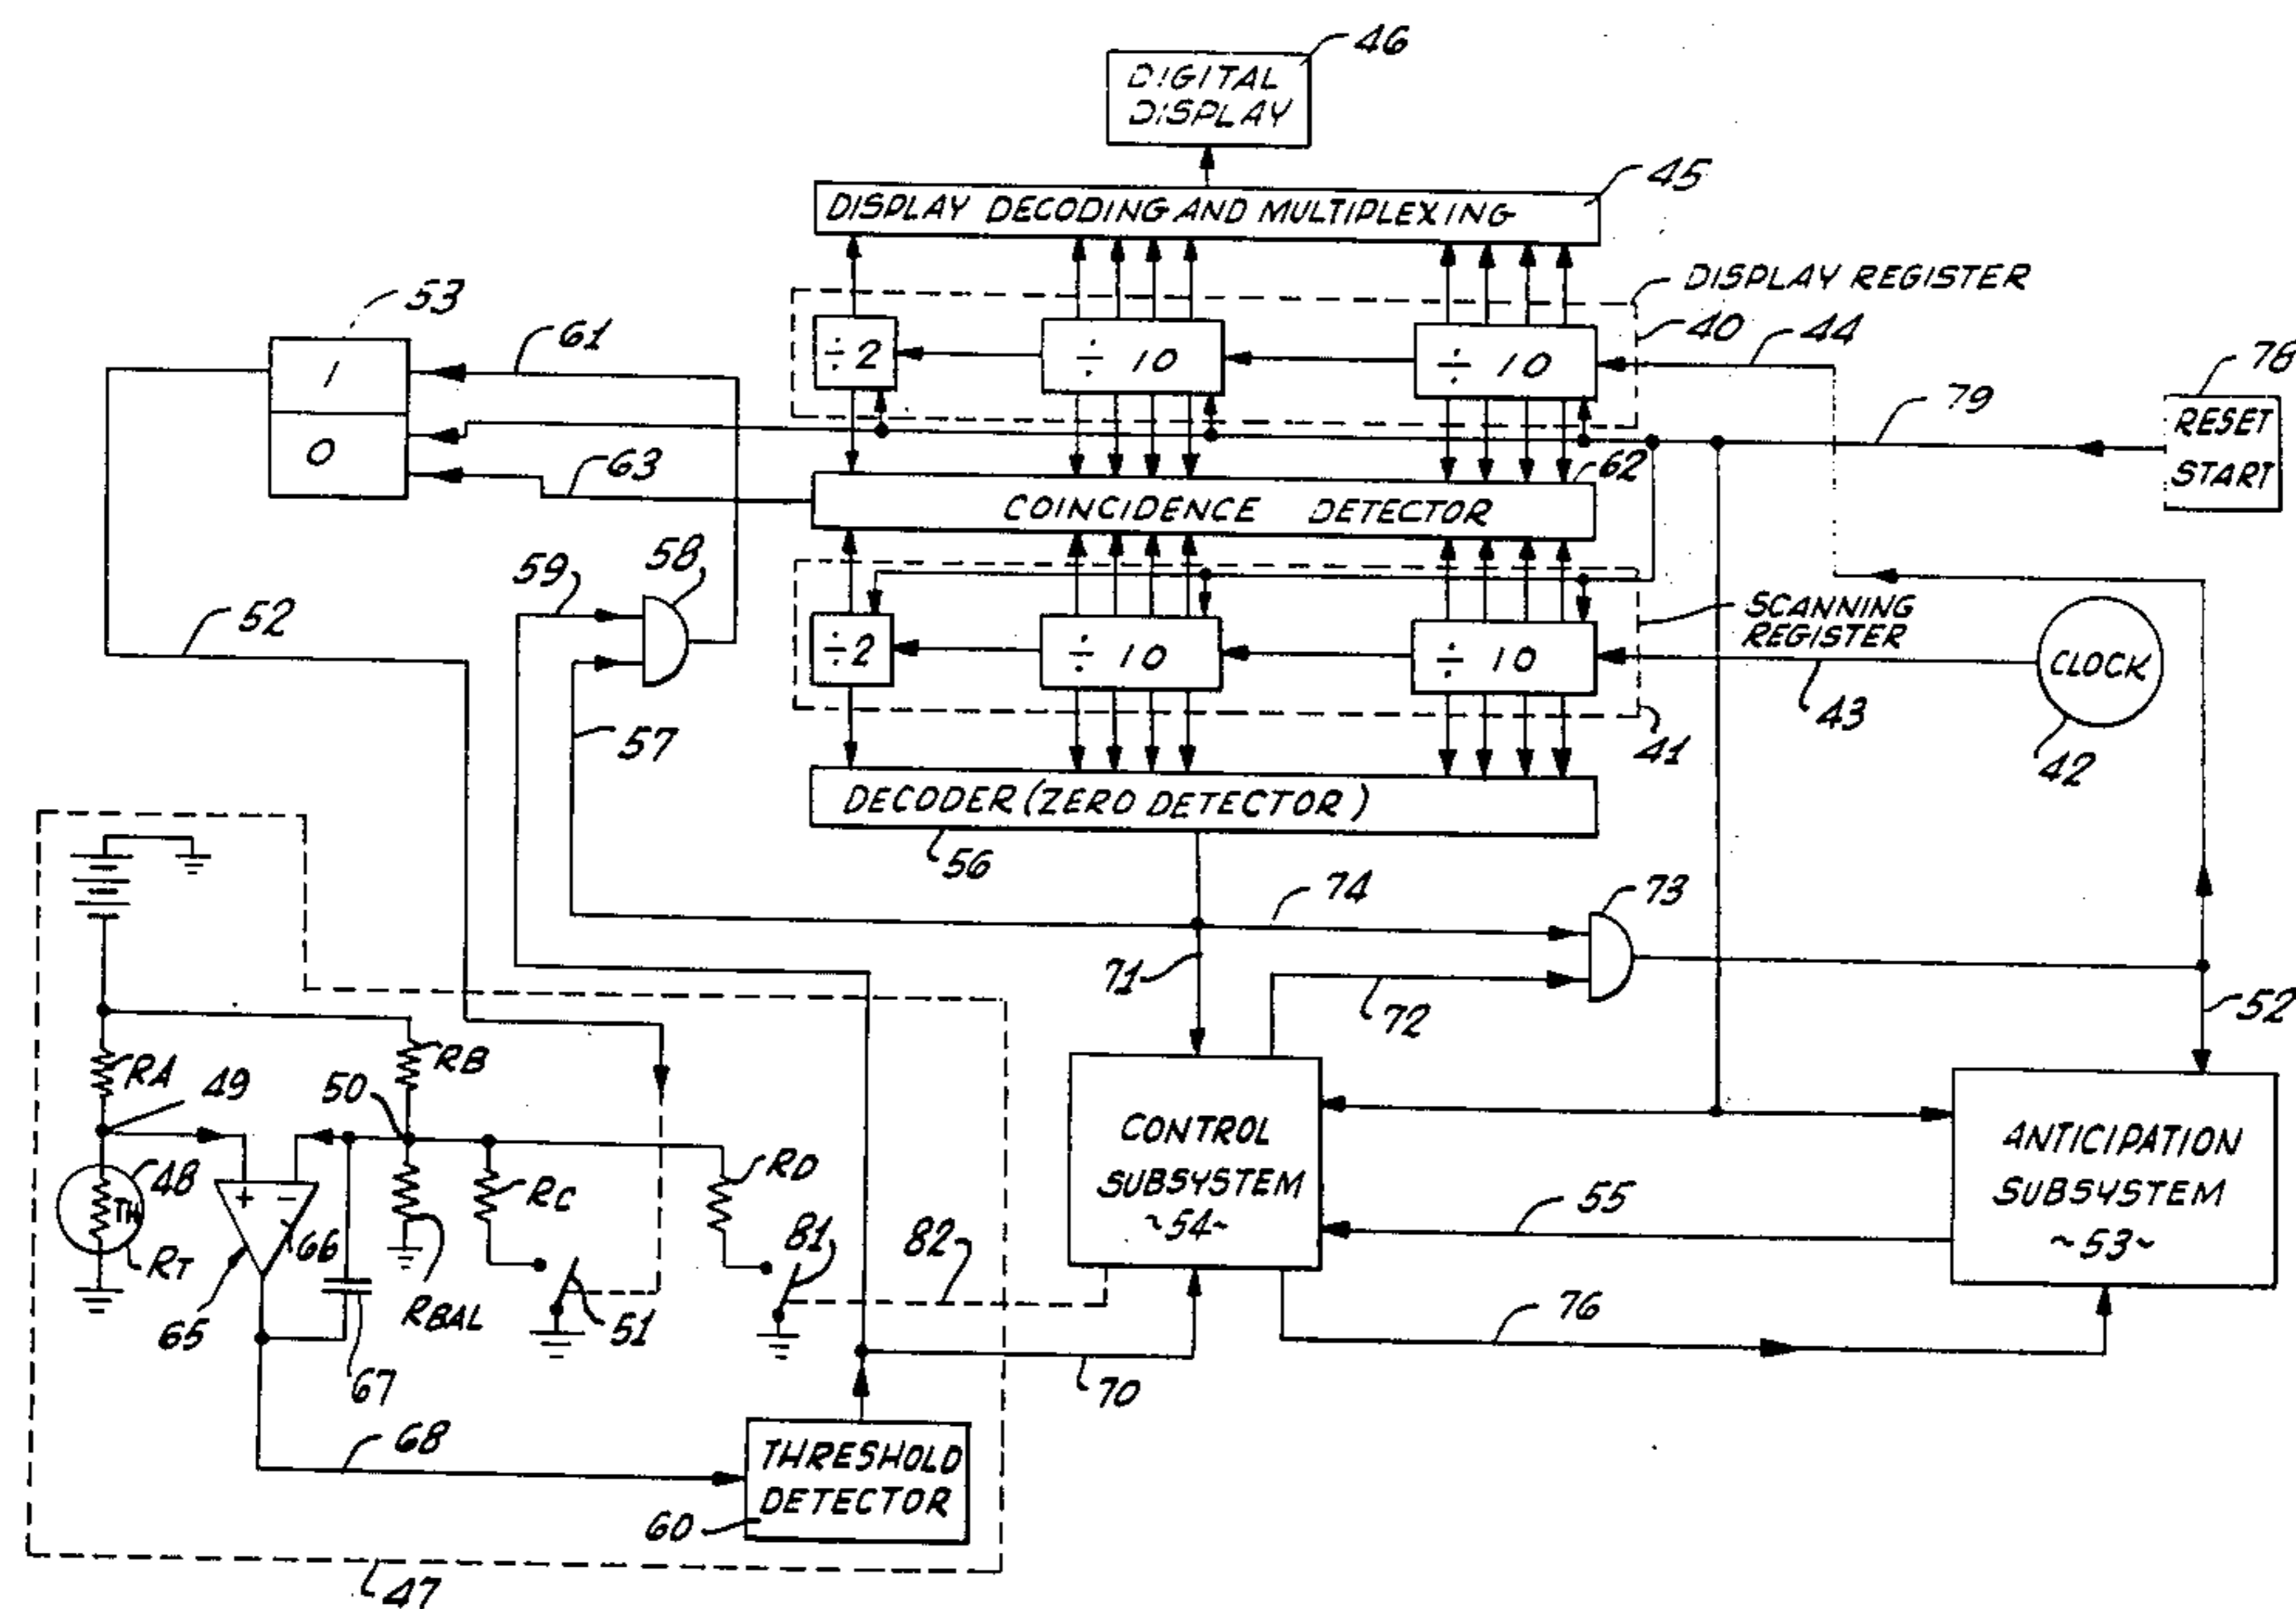 46
DIGITAL
DISPLAY
45
DISPLAY DECODING AND MULTIPLEXING
DISPLAY REGISTER
40
44
78
53
61
1
0
÷2
÷ 10
÷ 10
79
RESET
START
63
62
COINCIDENCE DETECTOR
59
58
52
÷2
÷ 10
÷ 10
SCANNING
REGISTER
CLOCK
43
42
41
57
DECODER (ZERO DETECTOR)
56
74
73
71
72
52
RA
49
RB
50
48
TH
RT
+
-
66
65
67
RBAL
RC
51
RD
81
82
CONTROL
SUBSYSTEM
~54~
55
ANTICIPATION
SUBSYSTEM
~53~
76
70
68
THRESHOLD
DETECTOR
60
47